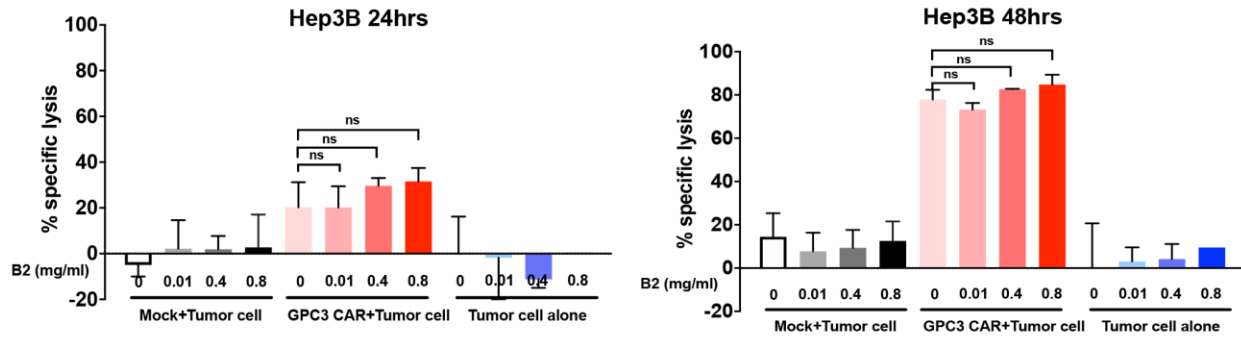 Hep3B 24hrs
% specific lysis
100
80
60
40
20
0
-20
ns
ns
ns
B2 (mg/ml)
0 0.01 0.4 0.8 0 0.01 0.4 0.8 0 0.01 0.4 0.8
Mock+Tumor cell GPC3 CAR+Tumor cell Tumor cell alone
Hep3B 48hrs
% specific lysis
100
80
60
40
20
0
-20
ns
ns
ns
B2 (mg/ml)
0 0.01 0.4 0.8 0 0.01 0.4 0.8 0 0.01 0.4 0.8
Mock+Tumor cell GPC3 CAR+Tumor cell Tumor cell alone